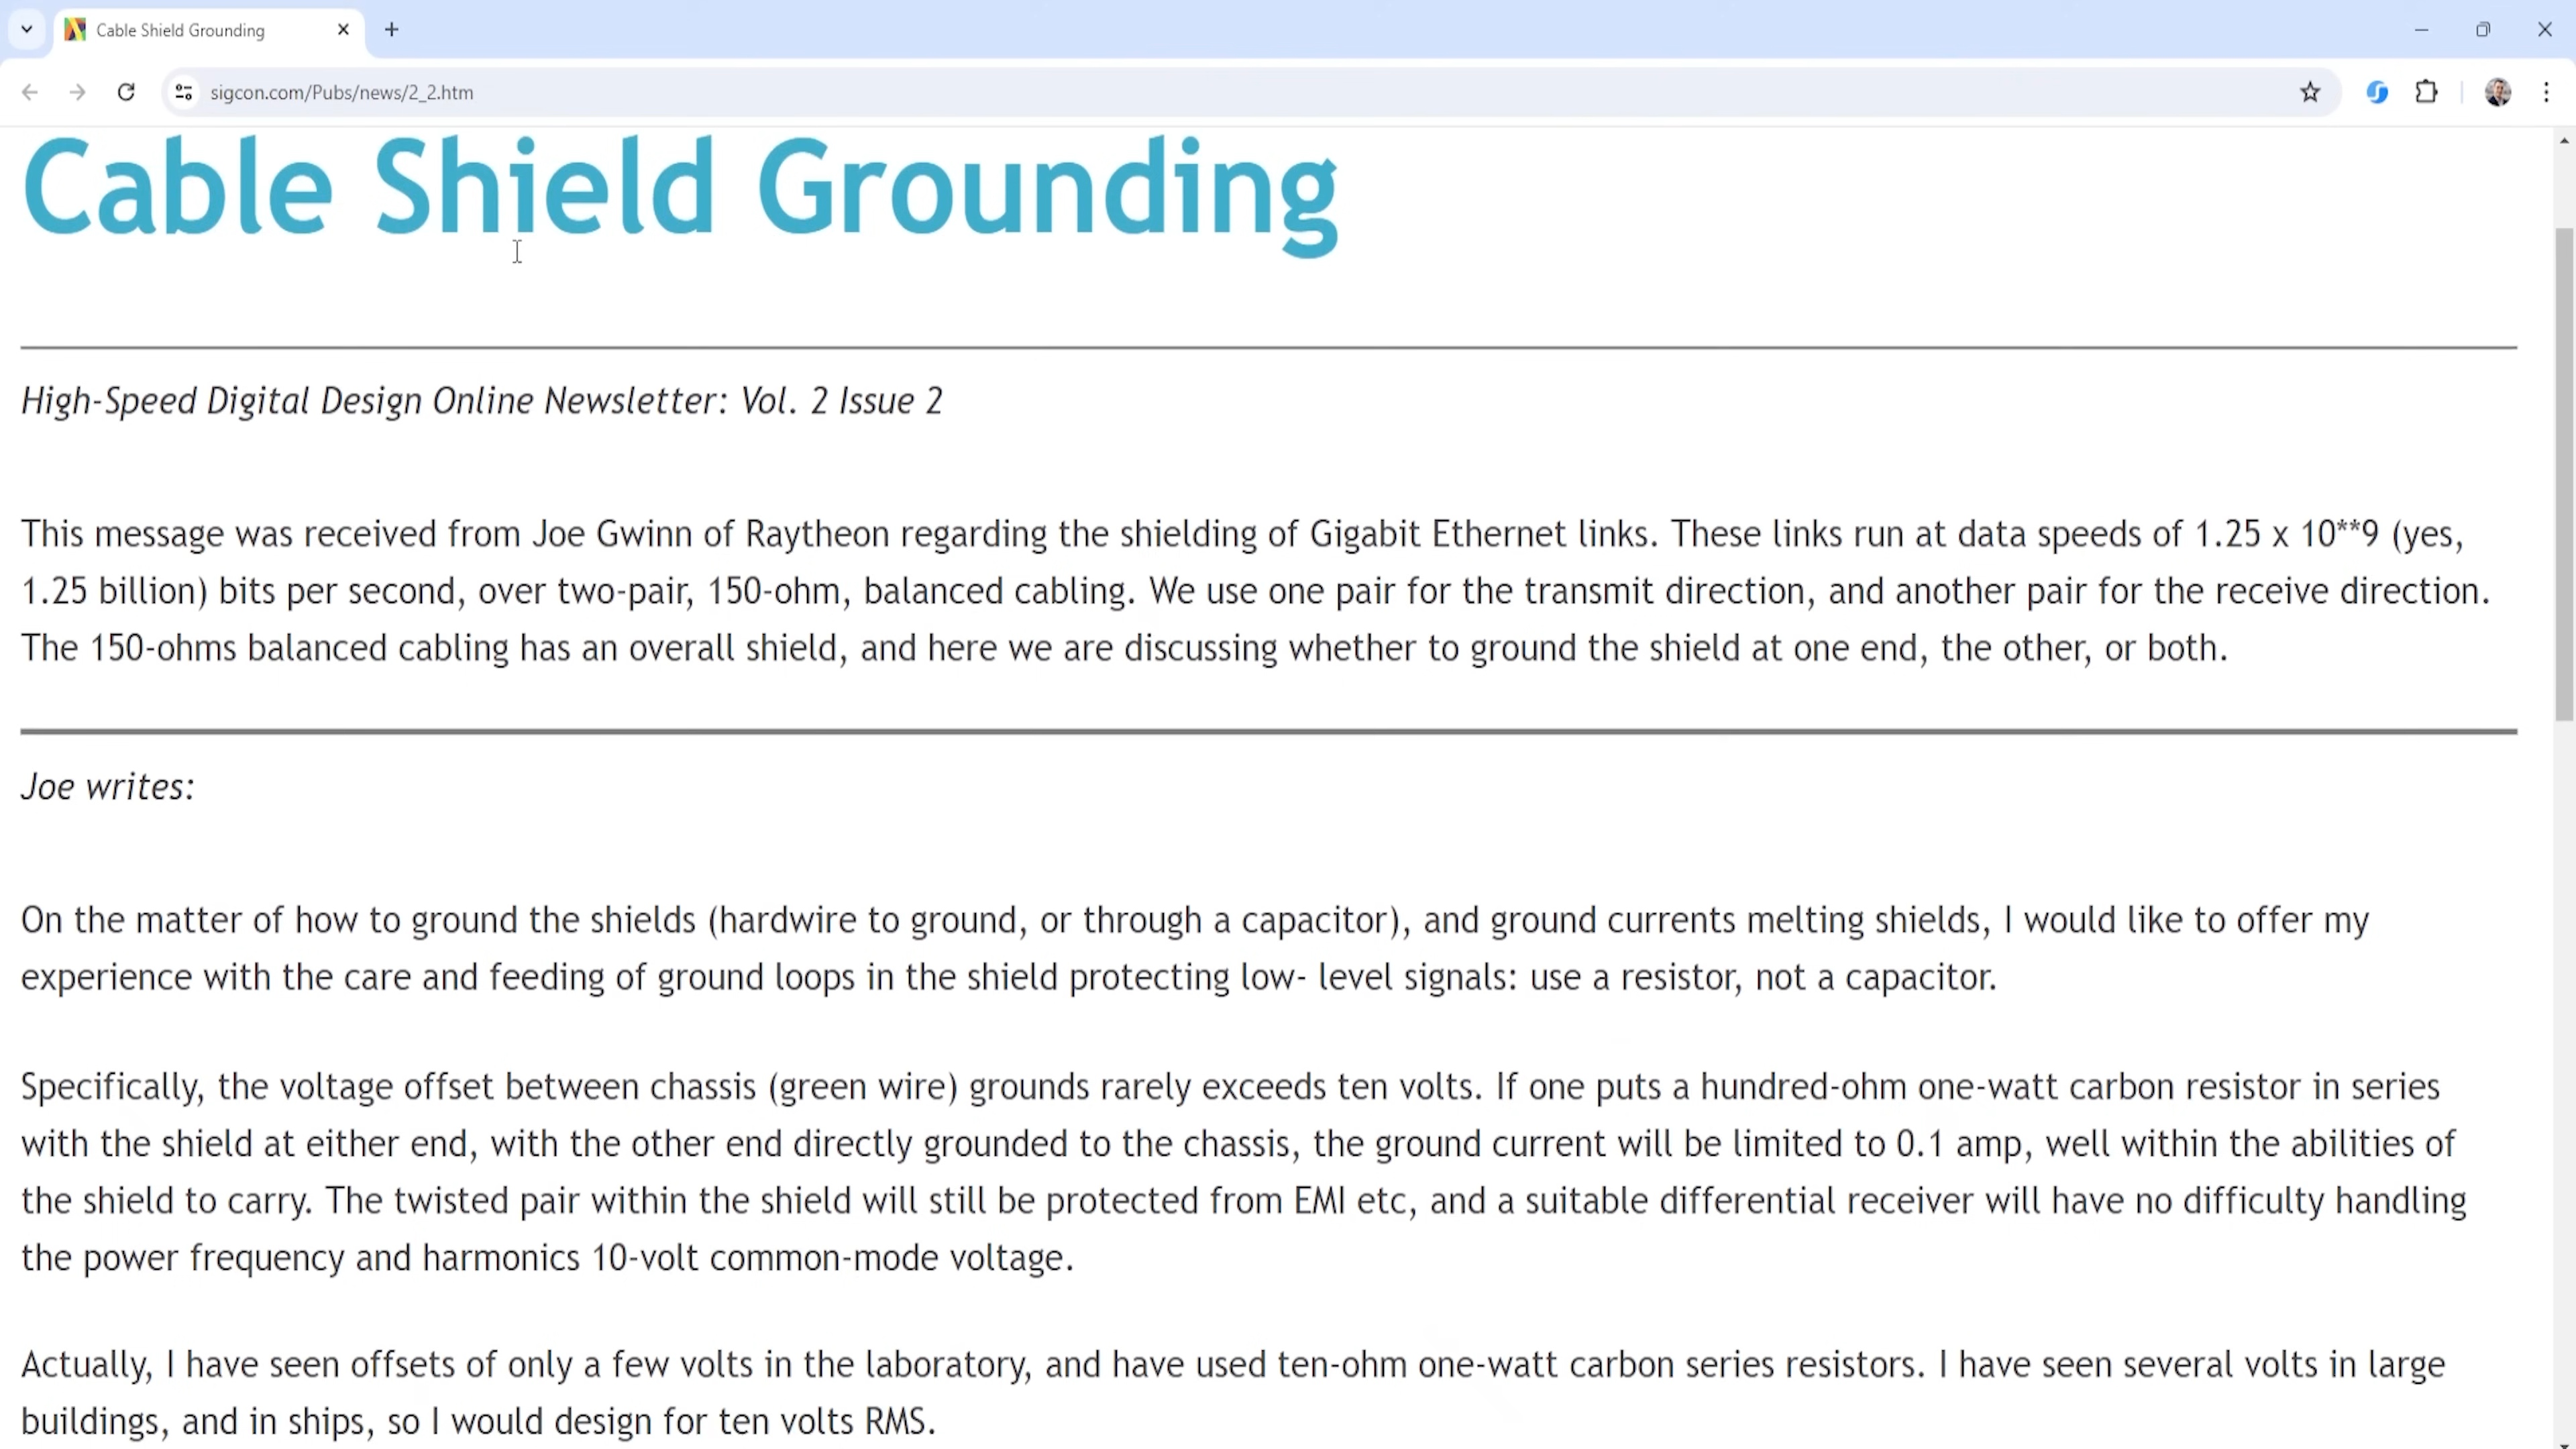 Cable Shield Grounding
sigcon.com/Pubs/news/2_2.htm
Cable Shield Grounding
High-Speed Digital Design Online Newsletter: Vol. 2 Issue 2
This message was received from Joe Gwinn of Raytheon regarding the shielding of Gigabit Ethernet links. These links run at data speeds of 1.25 x 10**9 (yes,
1.25 billion) bits per second, over two-pair, 150-ohm, balanced cabling. We use one pair for the transmit direction, and another pair for the receive direction.
The 150-ohms balanced cabling has an overall shield, and here we are discussing whether to ground the shield at one end, the other, or both.
Joe writes:
On the matter of how to ground the shields (hardwire to ground, or through a capacitor), and ground currents melting shields, I would like to offer my
experience with the care and feeding of ground loops in the shield protecting low- level signals: use a resistor, not a capacitor.
Specifically, the voltage offset between chassis (green wire) grounds rarely exceeds ten volts. If one puts a hundred-ohm one-watt carbon resistor in series
with the shield at either end, with the other end directly grounded to the chassis, the ground current will be limited to 0.1 amp, well within the abilities of
the shield to carry. The twisted pair within the shield will still be protected from EMI etc, and a suitable differential receiver will have no difficulty handling
the power frequency and harmonics 10-volt common-mode voltage.
Actually, I have seen offsets of only a few volts in the laboratory, and have used ten-ohm one-watt carbon series resistors. I have seen several volts in large
buildings, and in ships, so I would design for ten volts RMS.